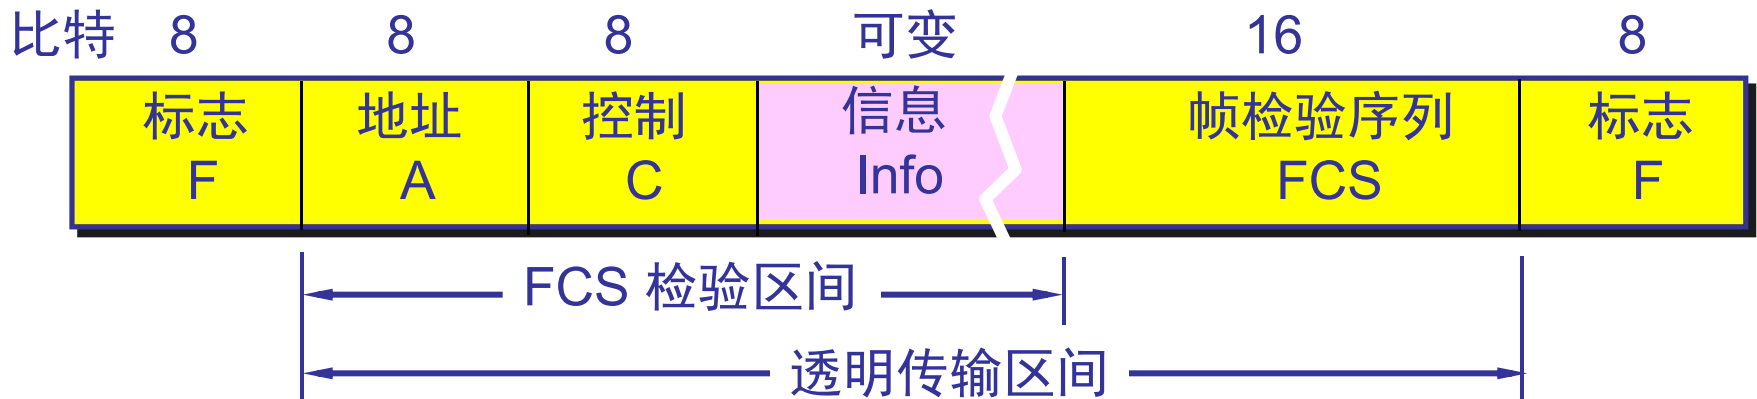 比特 8 8 8 可变 16 8
标志 地址 控制 信息 帧检验序列 标志
F A C Info FCS F
FCS 检验区间
透明传输区间